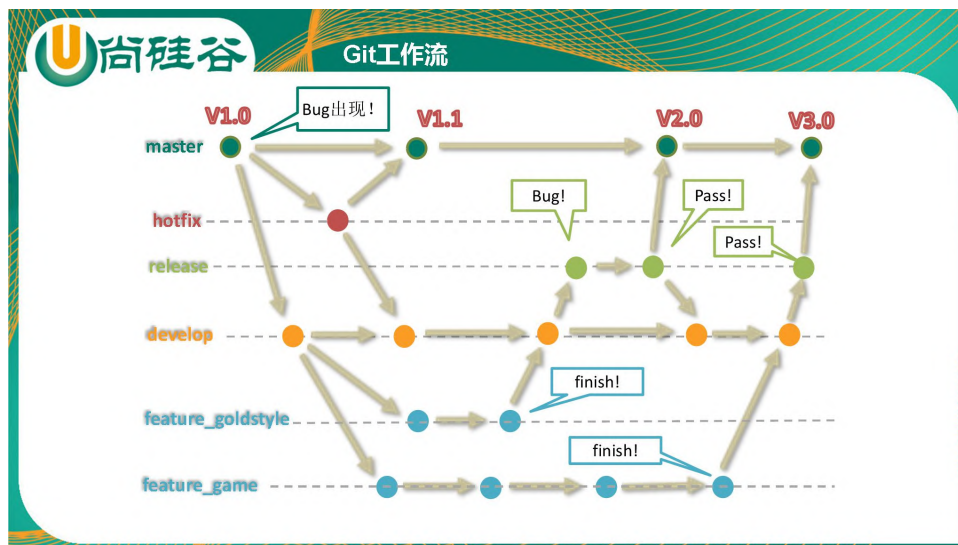 尚硅谷
Git工作流
V1.0
Bug出现!
V1.1
V2.0
V3.0
master
Bug!
Pass!
hotfix
Pass!
release
develop
finish!
feature_goldstyle
finish!
feature_game